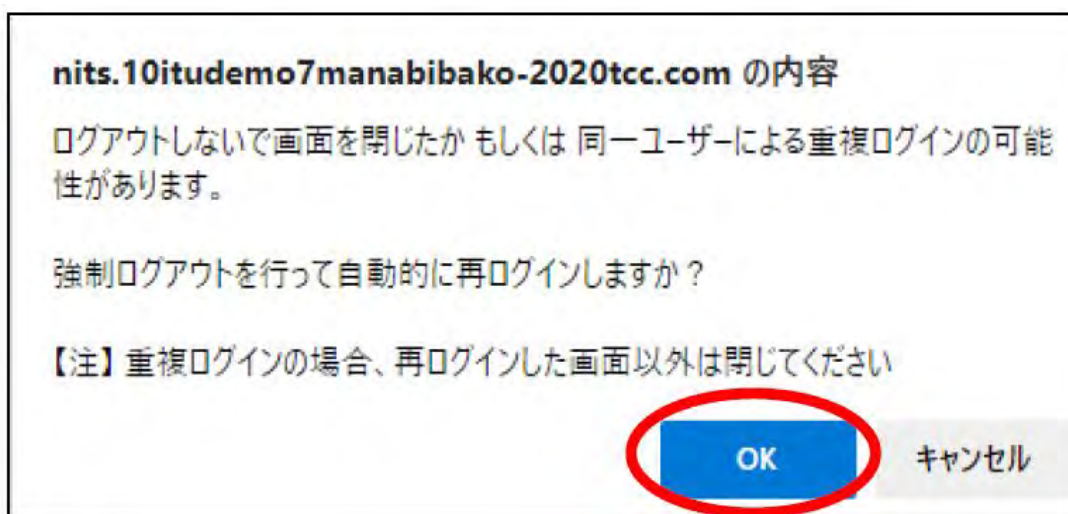 nits.10itudemo7manabibako-2020tcc.com の内容
ログアウトしないで画面を閉じたか もしくは 同一ユーザーによる重複ログインの可能
性があります。
強制ログアウトを行って自動的に再ログインしますか？
【注】 重複ログインの場合、再ログインした画面以外は閉じてください
OK
キャンセル